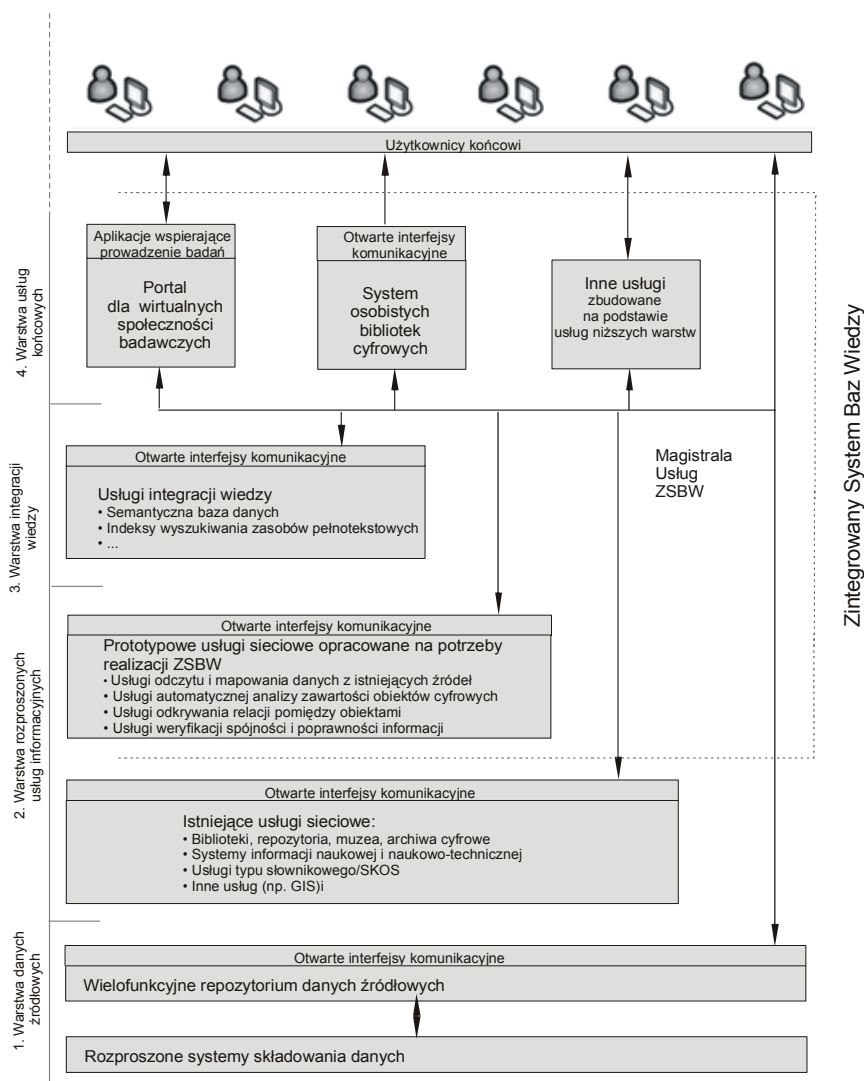 Użytkownicy końcowi
Aplikacje wspierające
prowadzenie badań
Portal
dla wirtualnych
społeczności
badawczych
Otwarte interfejsy
komunikacyjne
System
osobistych
bibliotek
cyfrowych
Inne usługi
zbudowane
na podstawie
usług niższych warstw
4. Warstwa usług
końcowych
Zintegrowany System Baz Wiedzy
Magistrala
Usług
ZSBW
3. Warstwa integracji
wiedzy
Otwarte interfejsy komunikacyjne
Usługi integracji wiedzy
• Semantyczna baza danych
• Indeksy wyszukiwania zasobów pełnotekstowych
• ...
2. Warstwa rozproszonych
usług informacyjnych
Otwarte interfejsy komunikacyjne
Prototypowe usługi sieciowe opracowane na potrzeby
realizacji ZSBW
• Usługi odczytu i mapowania danych z istniejących źródeł
• Usługi automatycznej analizy zawartości obiektów cyfrowych
• Usługi odkrywania relacji pomiędzy obiektami
• Usługi weryfikacji spójności i poprawności informacji
Otwarte interfejsy komunikacyjne
Istniejące usługi sieciowe:
• Biblioteki, repozytoria, muzea, archiwa cyfrowe
• Systemy informacji naukowej i naukowo-technicznej
• Usługi typu słownikowego/SKOS
• Inne usług (np. GIS)i
1. Warstwa danych
źródłowych
Otwarte interfejsy komunikacyjne
Wielofunkcyjne repozytorium danych źródłowych
Rozproszone systemy składowania danych